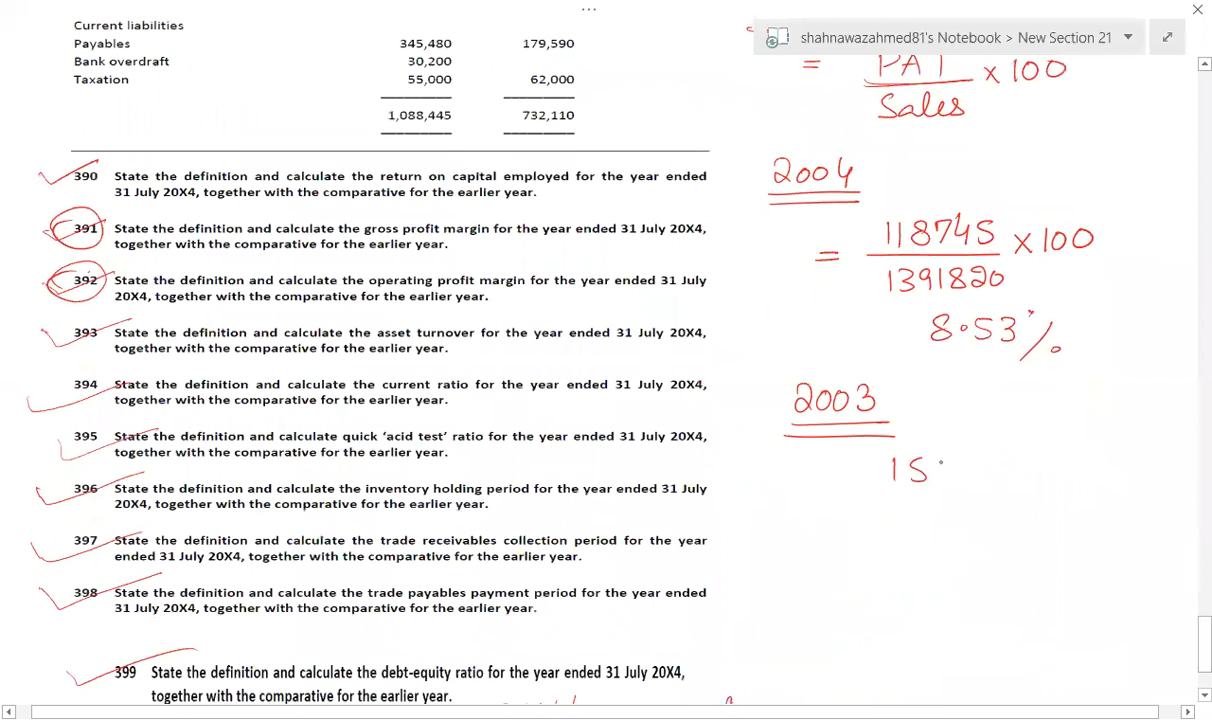 shahnawazahmed81's Notebook > New Section 21
Current liabilities
Payables 345,480 179,590
Bank overdraft 30,200
Taxation 55,000 62,000
1,088,445 732,110
390 State the definition and calculate the return on capital employed for the year ended
31 July 20X4, together with the comparative for the earlier year.
391 State the definition and calculate the gross profit margin for the year ended 31 July 20X4,
together with the comparative for the earlier year.
392 State the definition and calculate the operating profit margin for the year ended 31 July
20X4, together with the comparative for the earlier year.
393 State the definition and calculate the asset turnover for the year ended 31 July 20X4,
together with the comparative for the earlier year.
394 State the definition and calculate the current ratio for the year ended 31 July 20X4,
together with the comparative for the earlier year.
395 State the definition and calculate quick ‘acid test’ ratio for the year ended 31 July 20X4,
together with the comparative for the earlier year.
396 State the definition and calculate the inventory holding period for the year ended 31 July
20X4, together with the comparative for the earlier year.
397 State the definition and calculate the trade receivables collection period for the year
ended 31 July 20X4, together with the comparative for the earlier year.
398 State the definition and calculate the trade payables payment period for the year ended
31 July 20X4, together with the comparative for the earlier year.
399 State the definition and calculate the debt-equity ratio for the year ended 31 July 20X4,
together with the comparative for the earlier year.
= PAT × 100
Sales
2004
= 118745 × 100
1391820
8.53%
2003
15